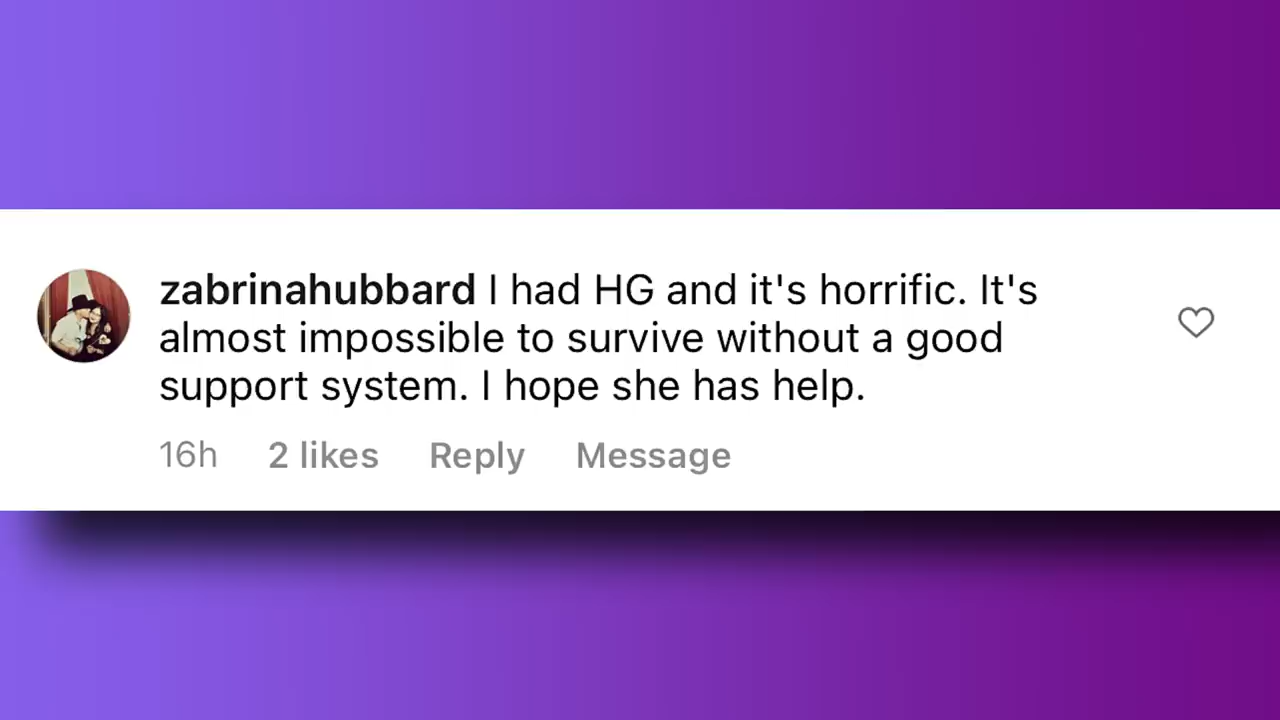 zabrinahubbard I had HG and it's horrific. It's
almost impossible to survive without a good
support system. I hope she has help.
16h 2 likes Reply Message